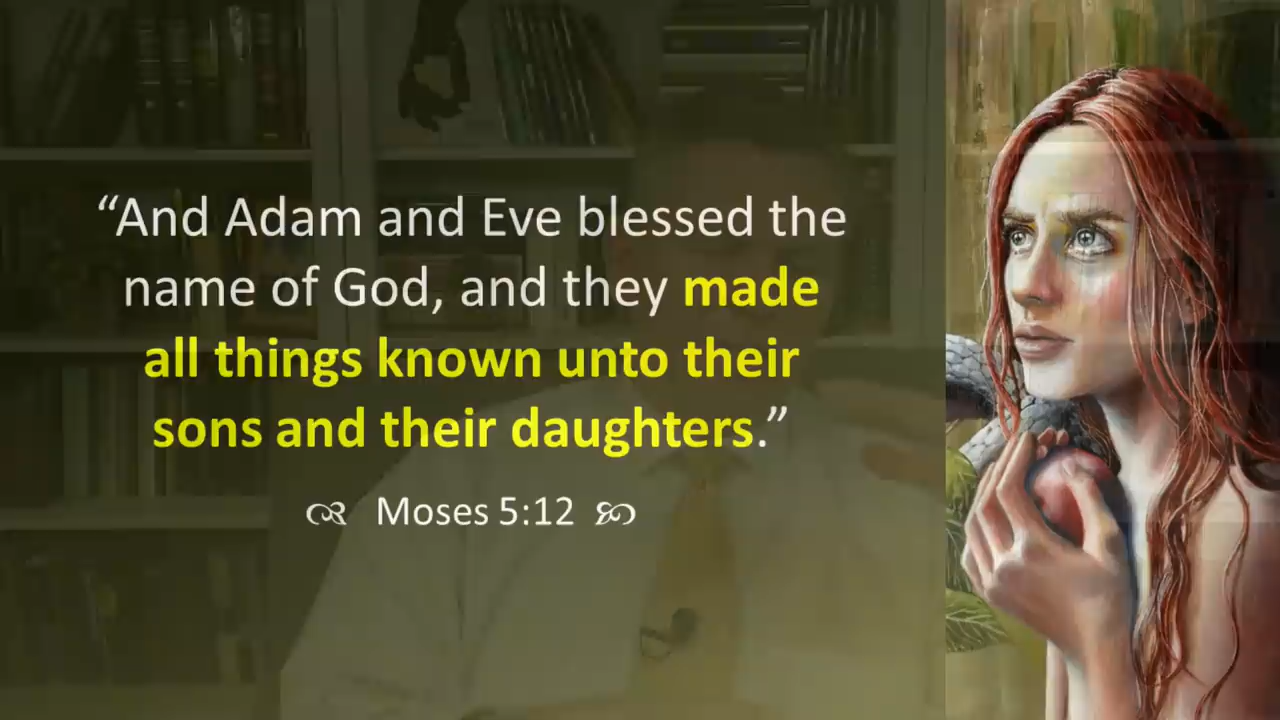 “And Adam and Eve blessed the
name of God, and they made
all things known unto their
sons and their daughters.”
Moses 5:12